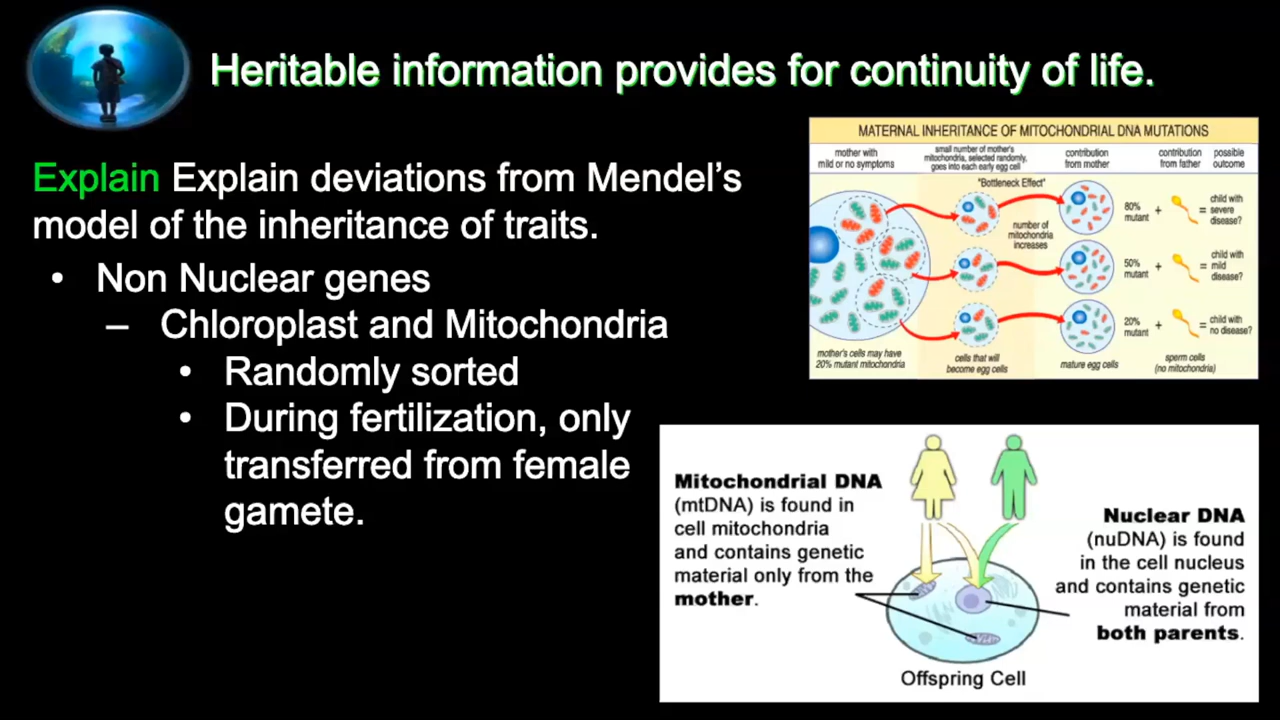 Heritable information provides for continuity of life.
Explain Explain deviations from Mendel's
model of the inheritance of traits.
• Non Nuclear genes
– Chloroplast and Mitochondria
• Randomly sorted
• During fertilization, only
transferred from female
gamete.
MATERNAL INHERITANCE OF MITOCHONDRIAL DNA MUTATIONS
mother with
mild or no symptoms
small number of mother's
mitochondria, selected randomly,
goes into each early egg cell
contribution
from mother
contribution
from father
possible
outcome
"Bottleneck Effect"
number of
mitochondria
increases
80%
mutant
+
=
child with
severe
disease?
50%
mutant
+
=
child with
mild
disease?
20%
mutant
+
=
child with
no disease?
mother's cells may have
20% mutant mitochondria
cells that will
become egg cells
mature egg cells
sperm cells
(no mitochondria)
Mitochondrial DNA
(mtDNA) is found in
cell mitochondria
and contains genetic
material only from the
mother.
Nuclear DNA
(nuDNA) is found
in the cell nucleus
and contains genetic
material from
both parents.
Offspring Cell